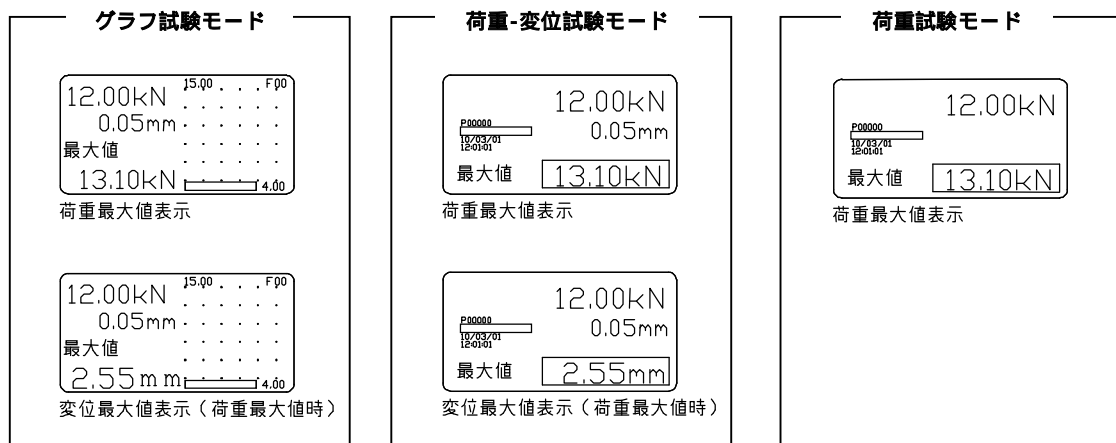 グラフ試験モード
15.00 F00
12.00kN
0.05mm
最大値
13.10kN 4.00
荷重最大値表示
15.00 F00
12.00kN
0.05mm
最大値
2.55mm 4.00
変位最大値表示(荷重最大値時)
荷重-変位試験モード
12.00kN
P00000 0.05mm
10/03/01
12:01:01
最大値 13.10kN
荷重最大値表示
12.00kN
P00000 0.05mm
10/03/01
12:01:01
最大値 2.55mm
変位最大値表示(荷重最大値時)
荷重試験モード
12.00kN
P00000
10/03/01
12:01:01
最大値 13.10kN
荷重最大値表示